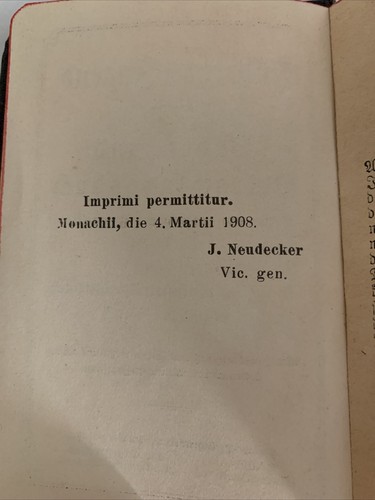 Imprimi permittitur.
Monachii, die 4. Martii 1908.
J. Neudecker
Vic. gen.